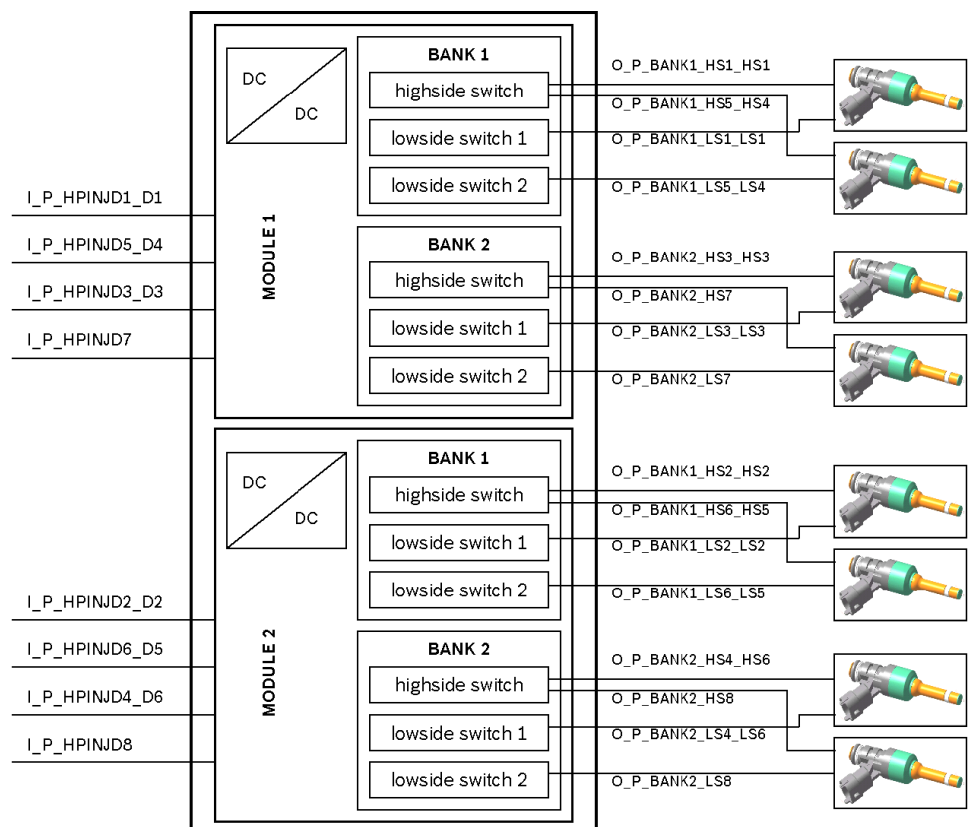 I_P_HPINJD1_D1
I_P_HPINJD5_D4
I_P_HPINJD3_D3
I_P_HPINJD7
DC
DC
MODULE 1
BANK 1
highside switch
lowside switch 1
lowside switch 2
BANK 2
highside switch
lowside switch 1
lowside switch 2
O_P_BANK1_HS1_HS1
O_P_BANK1_HS5_HS4
O_P_BANK1_LS1_LS1
O_P_BANK1_LS5_LS4
O_P_BANK2_HS3_HS3
O_P_BANK2_HS7
O_P_BANK2_LS3_LS3
O_P_BANK2_LS7
I_P_HPINJD2_D2
I_P_HPINJD6_D5
I_P_HPINJD4_D6
I_P_HPINJD8
DC
DC
MODULE 2
BANK 1
highside switch
lowside switch 1
lowside switch 2
BANK 2
highside switch
lowside switch 1
lowside switch 2
O_P_BANK1_HS2_HS2
O_P_BANK1_HS6_HS5
O_P_BANK1_LS2_LS2
O_P_BANK1_LS6_LS5
O_P_BANK2_HS4_HS6
O_P_BANK2_HS8
O_P_BANK2_LS4_LS6
O_P_BANK2_LS8